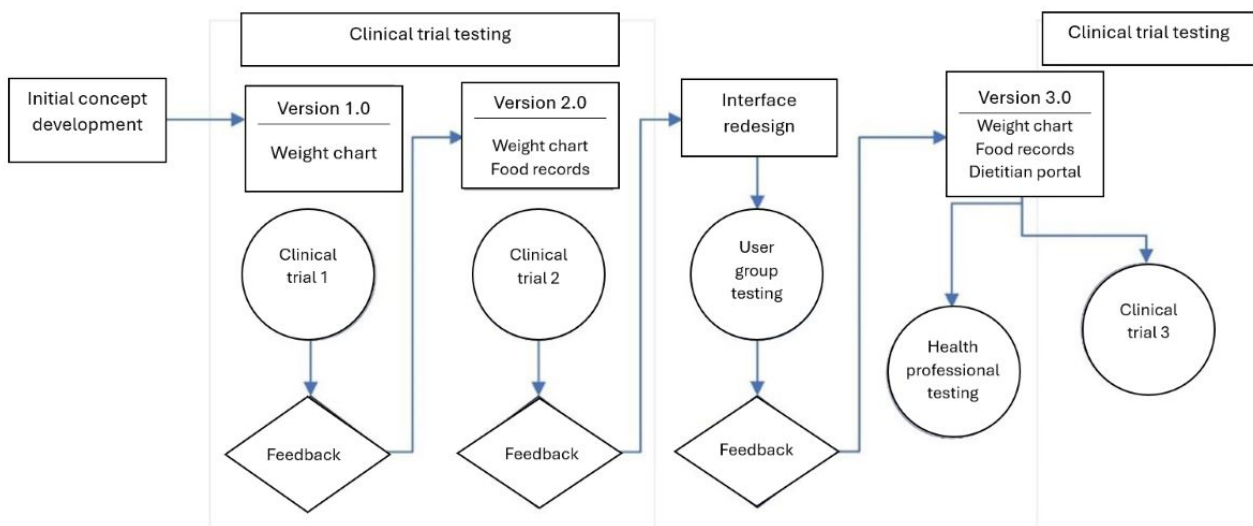 Clinical trial testing
Clinical trial testing
Initial concept
development
Version 1.0
Weight chart
Version 2.0
Weight chart
Food records
Interface
redesign
Version 3.0
Weight chart
Food records
Dietitian portal
Clinical
trial 1
Clinical
trial 2
User
group
testing
Health
professional
testing
Clinical
trial 3
Feedback
Feedback
Feedback